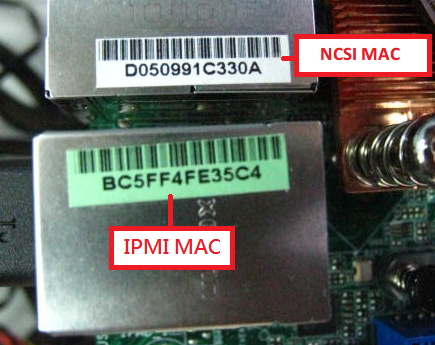 D050991C330A
NCSI MAC
BC5FF4FE35C4
IPMI MAC